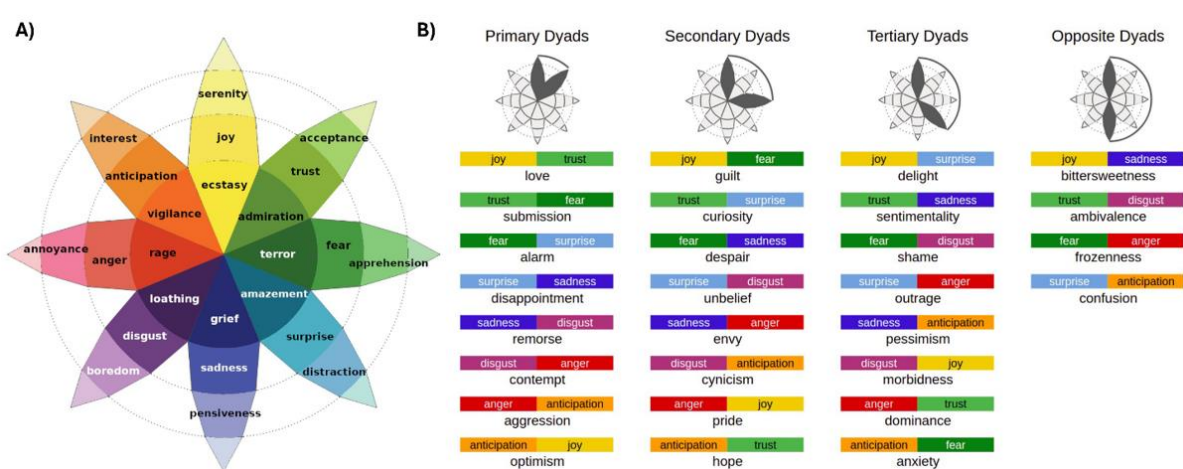 A)
serenity
joy
ecstasy
interest
anticipation
vigilance
acceptance
trust
admiration
annoyance
anger
rage
terror
fear
apprehension
loathing
disgust
boredom
grief
sadness
pensiveness
amazement
surprise
distraction
B)
Primary Dyads
joy trust
love
trust fear
submission
fear surprise
alarm
surprise sadness
disappointment
sadness disgust
remorse
disgust anger
contempt
anger anticipation
aggression
anticipation joy
optimism
Secondary Dyads
joy fear
guilt
trust surprise
curiosity
fear sadness
despair
surprise disgust
unbelief
sadness anger
envy
disgust anticipation
cynicism
anger joy
pride
anticipation trust
hope
Tertiary Dyads
joy surprise
delight
trust sadness
sentimentality
fear disgust
shame
surprise anger
outrage
sadness anticipation
pessimism
disgust joy
morbidness
anger trust
dominance
anticipation fear
anxiety
Opposite Dyads
joy sadness
bittersweetness
trust disgust
ambivalence
fear anger
frozenness
surprise anticipation
confusion